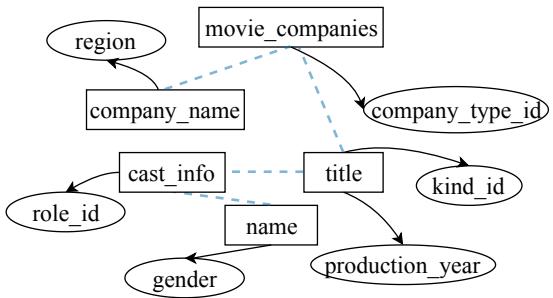 movie_companies
region
company_name
company_type_id
cast_info
title
kind_id
role_id
name
production_year
gender